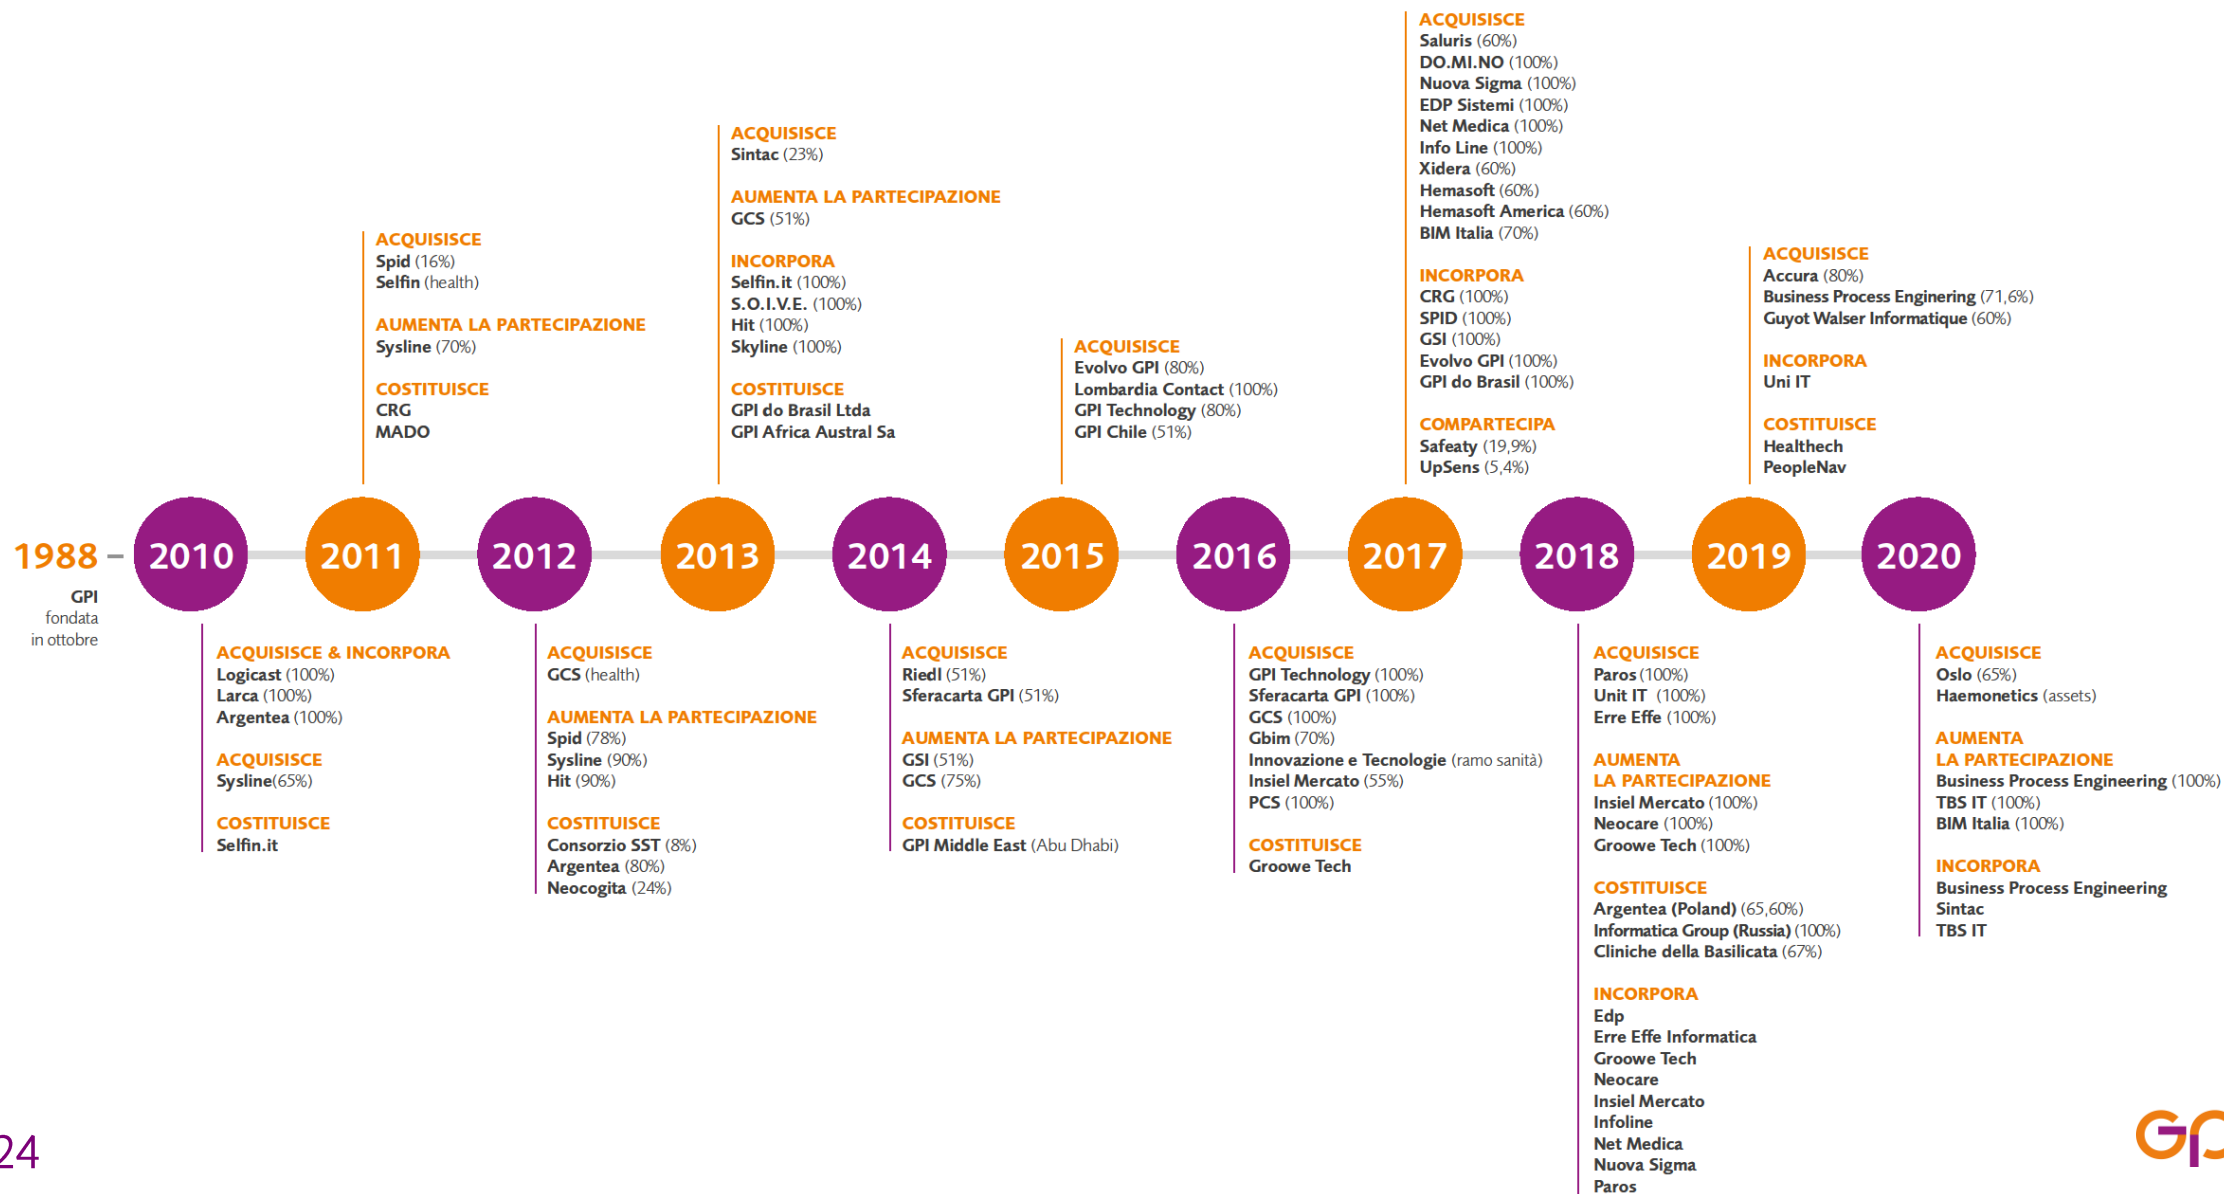 1988
GPI
fondata
in ottobre
2010
ACQUISISCE & INCORPORA
Logicast (100%)
Larca (100%)
Argentea (100%)
ACQUISISCE
Sysline(65%)
COSTITUISCE
Selfin.it
2011
ACQUISISCE
Spid (16%)
Selfin (health)
AUMENTA LA PARTECIPAZIONE
Sysline (70%)
COSTITUISCE
CRG
MADO
2012
ACQUISISCE
GCS (health)
AUMENTA LA PARTECIPAZIONE
Spid (78%)
Sysline (90%)
Hit (90%)
COSTITUISCE
Consorzio SST (8%)
Argentea (80%)
Neocogita (24%)
2013
ACQUISISCE
Sintac (23%)
AUMENTA LA PARTECIPAZIONE
GCS (51%)
INCORPORA
Selfin.it (100%)
S.O.I.V.E. (100%)
Hit (100%)
Skyline (100%)
COSTITUISCE
GPI do Brasil Ltda
GPI Africa Austral Sa
2014
ACQUISISCE
Riedl (51%)
Sferacarta GPI (51%)
AUMENTA LA PARTECIPAZIONE
GSI (51%)
GCS (75%)
COSTITUISCE
GPI Middle East (Abu Dhabi)
2015
ACQUISISCE
Evolvo GPI (80%)
Lombardia Contact (100%)
GPI Technology (80%)
GPI Chile (51%)
2016
ACQUISISCE
GPI Technology (100%)
Sferacarta GPI (100%)
GCS (100%)
Gbim (70%)
Innovazione e Tecnologie (ramo sanità)
Insiel Mercato (55%)
PCS (100%)
COSTITUISCE
Groowe Tech
2017
ACQUISISCE
Saluris (60%)
DO.MI.NO (100%)
Nuova Sigma (100%)
EDP Sistemi (100%)
Net Medica (100%)
Info Line (100%)
Xidera (60%)
Hemasoft (60%)
Hemasoft America (60%)
BIM Italia (70%)
INCORPORA
CRG (100%)
SPID (100%)
GSI (100%)
Evolvo GPI (100%)
GPI do Brasil (100%)
COMPARTECIPA
Safeaty (19,9%)
UpSens (5,4%)
2018
ACQUISISCE
Paros (100%)
Unit IT (100%)
Erre Effe (100%)
AUMENTA
LA PARTECIPAZIONE
Insiel Mercato (100%)
Neocare (100%)
Groowe Tech (100%)
COSTITUISCE
Argentea (Poland) (65,60%)
Informatica Group (Russia) (100%)
Cliniche della Basilicata (67%)
INCORPORA
Edp
Erre Effe Informatica
Groowe Tech
Neocare
Insiel Mercato
Infoline
Net Medica
Nuova Sigma
Paros
2019
ACQUISISCE
Accura (80%)
Business Process Enginering (71,6%)
Guyot Walser Informatique (60%)
INCORPORA
Uni IT
COSTITUISCE
Healthech
PeopleNav
2020
ACQUISISCE
Oslo (65%)
Haemonetics (assets)
AUMENTA
LA PARTECIPAZIONE
Business Process Engineering (100%)
TBS IT (100%)
BIM Italia (100%)
INCORPORA
Business Process Engineering
Sintac
TBS IT
24
Gp